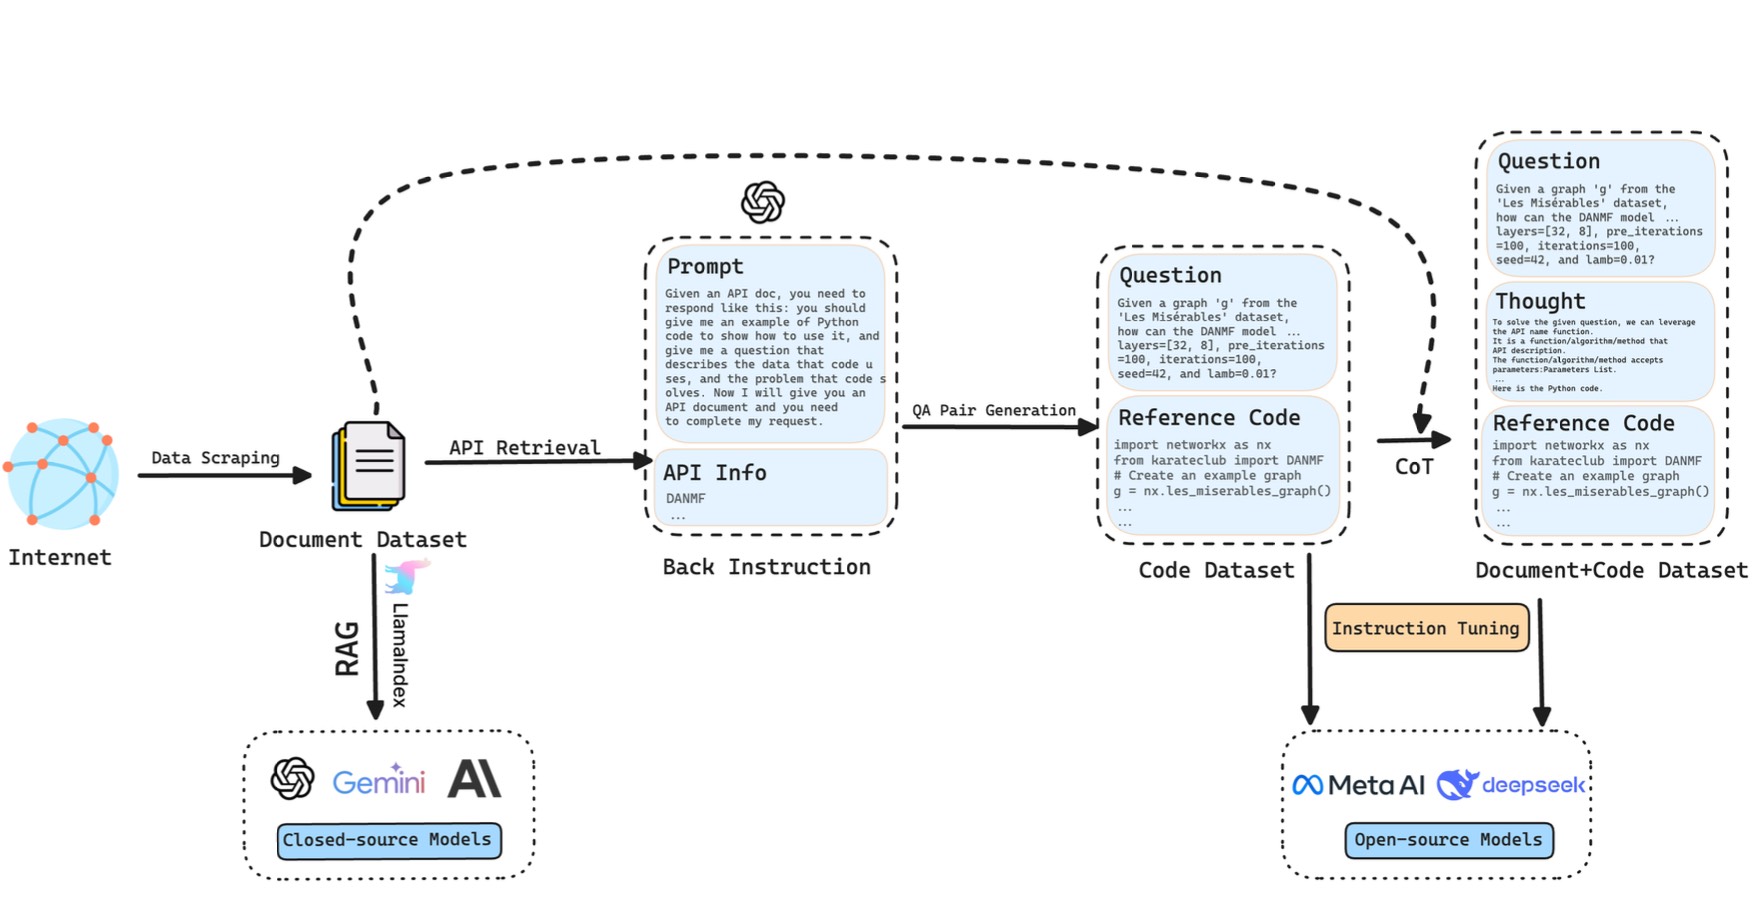 Internet
Data Scraping
Document Dataset
API Retrieval
RAG
LlamaIndex
Gemini
Closed-source Models
Prompt
Given an API doc, you need to
respond like this: you should
give me an example of Python
code to show how to use it, and
give me a question that
describes the data that code u
ses, and the problem that code s
olves. Now I will give you an
API document and you need
to complete my request.
API Info
DANMF
...
Back Instruction
QA Pair Generation
Question
Given a graph 'g' from the
'Les Misérables' dataset,
how can the DANMF model ...
layers=[32, 8], pre_iterations
=100, iterations=100,
seed=42, and lamb=0.01?
Reference Code
import networkx as nx
from karateclub import DANMF
# Create an example graph
g = nx.les_miserables_graph()
...
...
Code Dataset
CoT
Question
Given a graph 'g' from the
'Les Misérables' dataset,
how can the DANMF model ...
layers=[32, 8], pre_iterations
=100, iterations=100,
seed=42, and lamb=0.01?
Thought
To solve the given question, we can leverage
the API name function.
It is a function/algorithm/method that
API description.
The function/algorithm/method accepts
parameters:Parameters List.
...
Here is the Python code.
Reference Code
import networkx as nx
from karateclub import DANMF
# Create an example graph
g = nx.les_miserables_graph()
...
...
Document+Code Dataset
Instruction Tuning
Meta AI
deepseek
Open-source Models